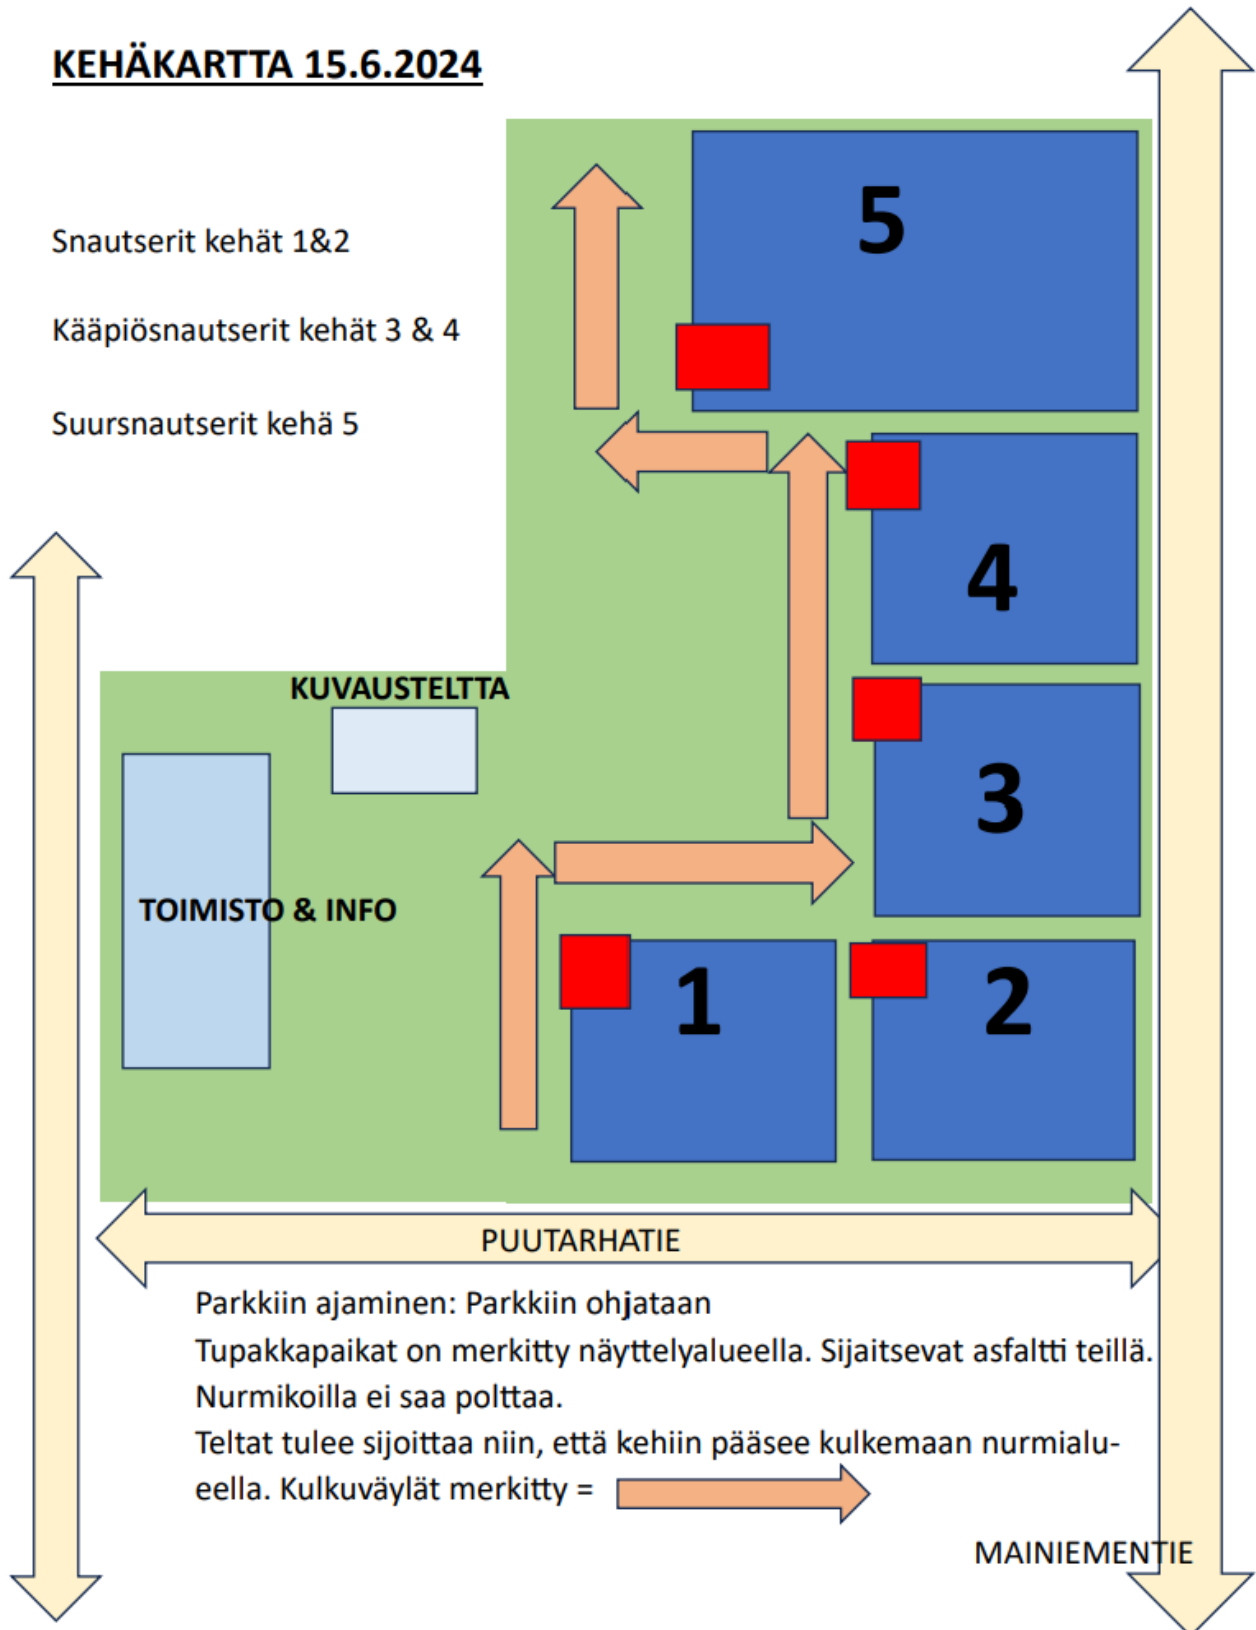 KEHÄKARTTA 15.6.2024
Snautserit kehät 1&2
Kääpiösnautserit kehät 3 & 4
Suursnautserit kehä 5
5
4
3
KUVAUSTELTTA
TOIMISTO & INFO
1
2
PUUTARHATIE
Parkkiin ajaminen: Parkkiin ohjataan
Tupakkapaikat on merkitty näyttelyalueella. Sijaitsevat asfaltti teillä.
Nurmikoilla ei saa polttaa.
Teltat tulee sijoittaa niin, että kehiin pääsee kulkemaan nurmialu-
eella. Kulkuväylät merkitty =
MAINIEMENTIE